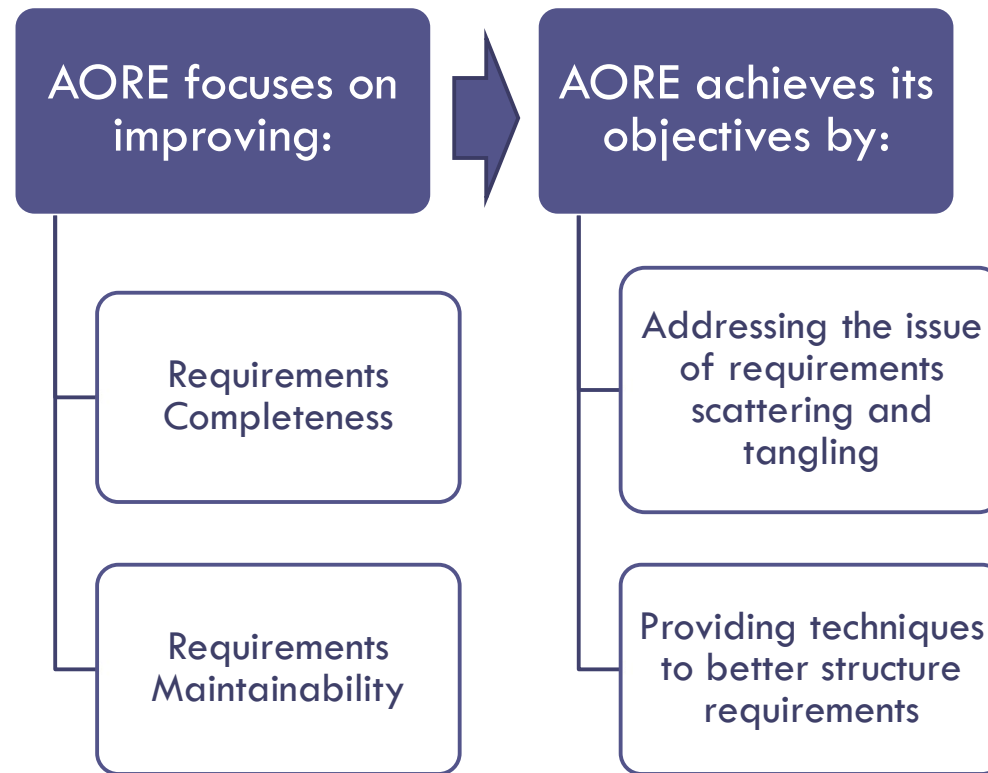 AORE focuses on
improving:
Requirements
Completeness
Requirements
Maintainability
AORE achieves its
objectives by:
Addressing the issue
of requirements
scattering and
tangling
Providing techniques
to better structure
requirements